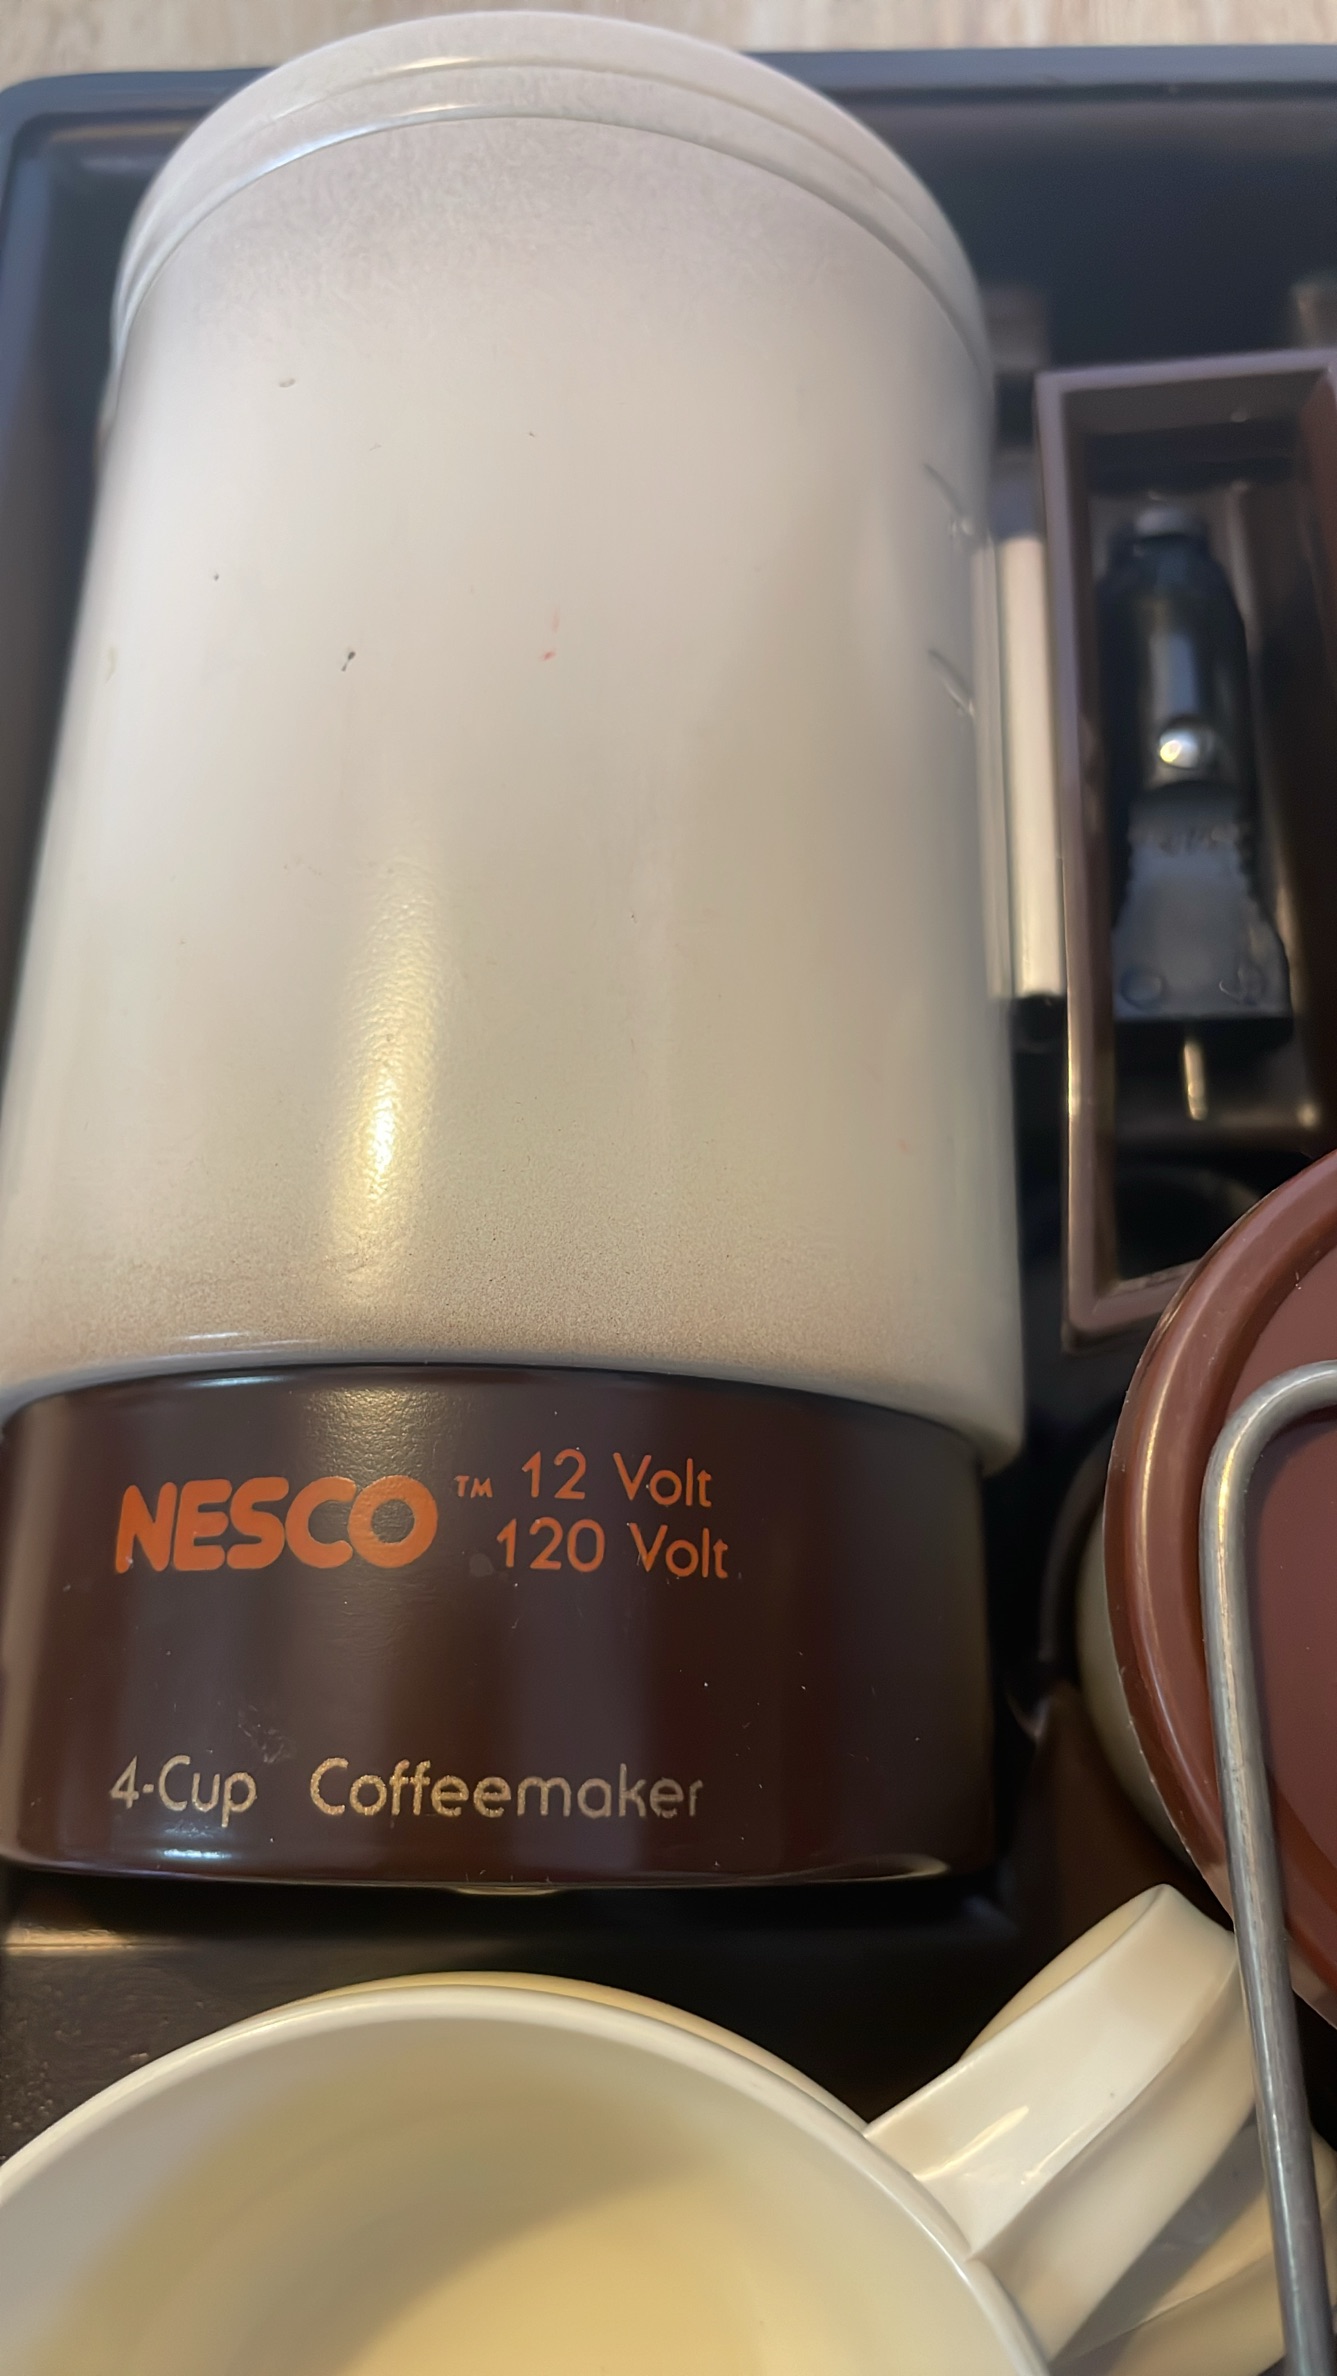 NESCO™ 12 Volt
120 Volt
4-Cup Coffeemaker